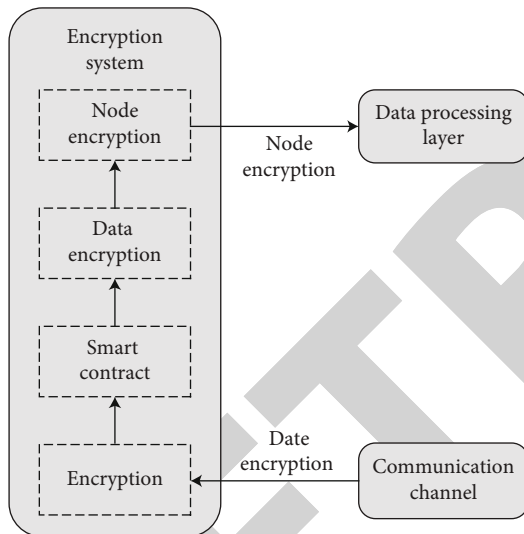 Encryption
system
Node
encryption
Data processing
layer
Node
encryption
Data
encryption
Smart
contract
Date
encryption
Encryption
Communication
channel